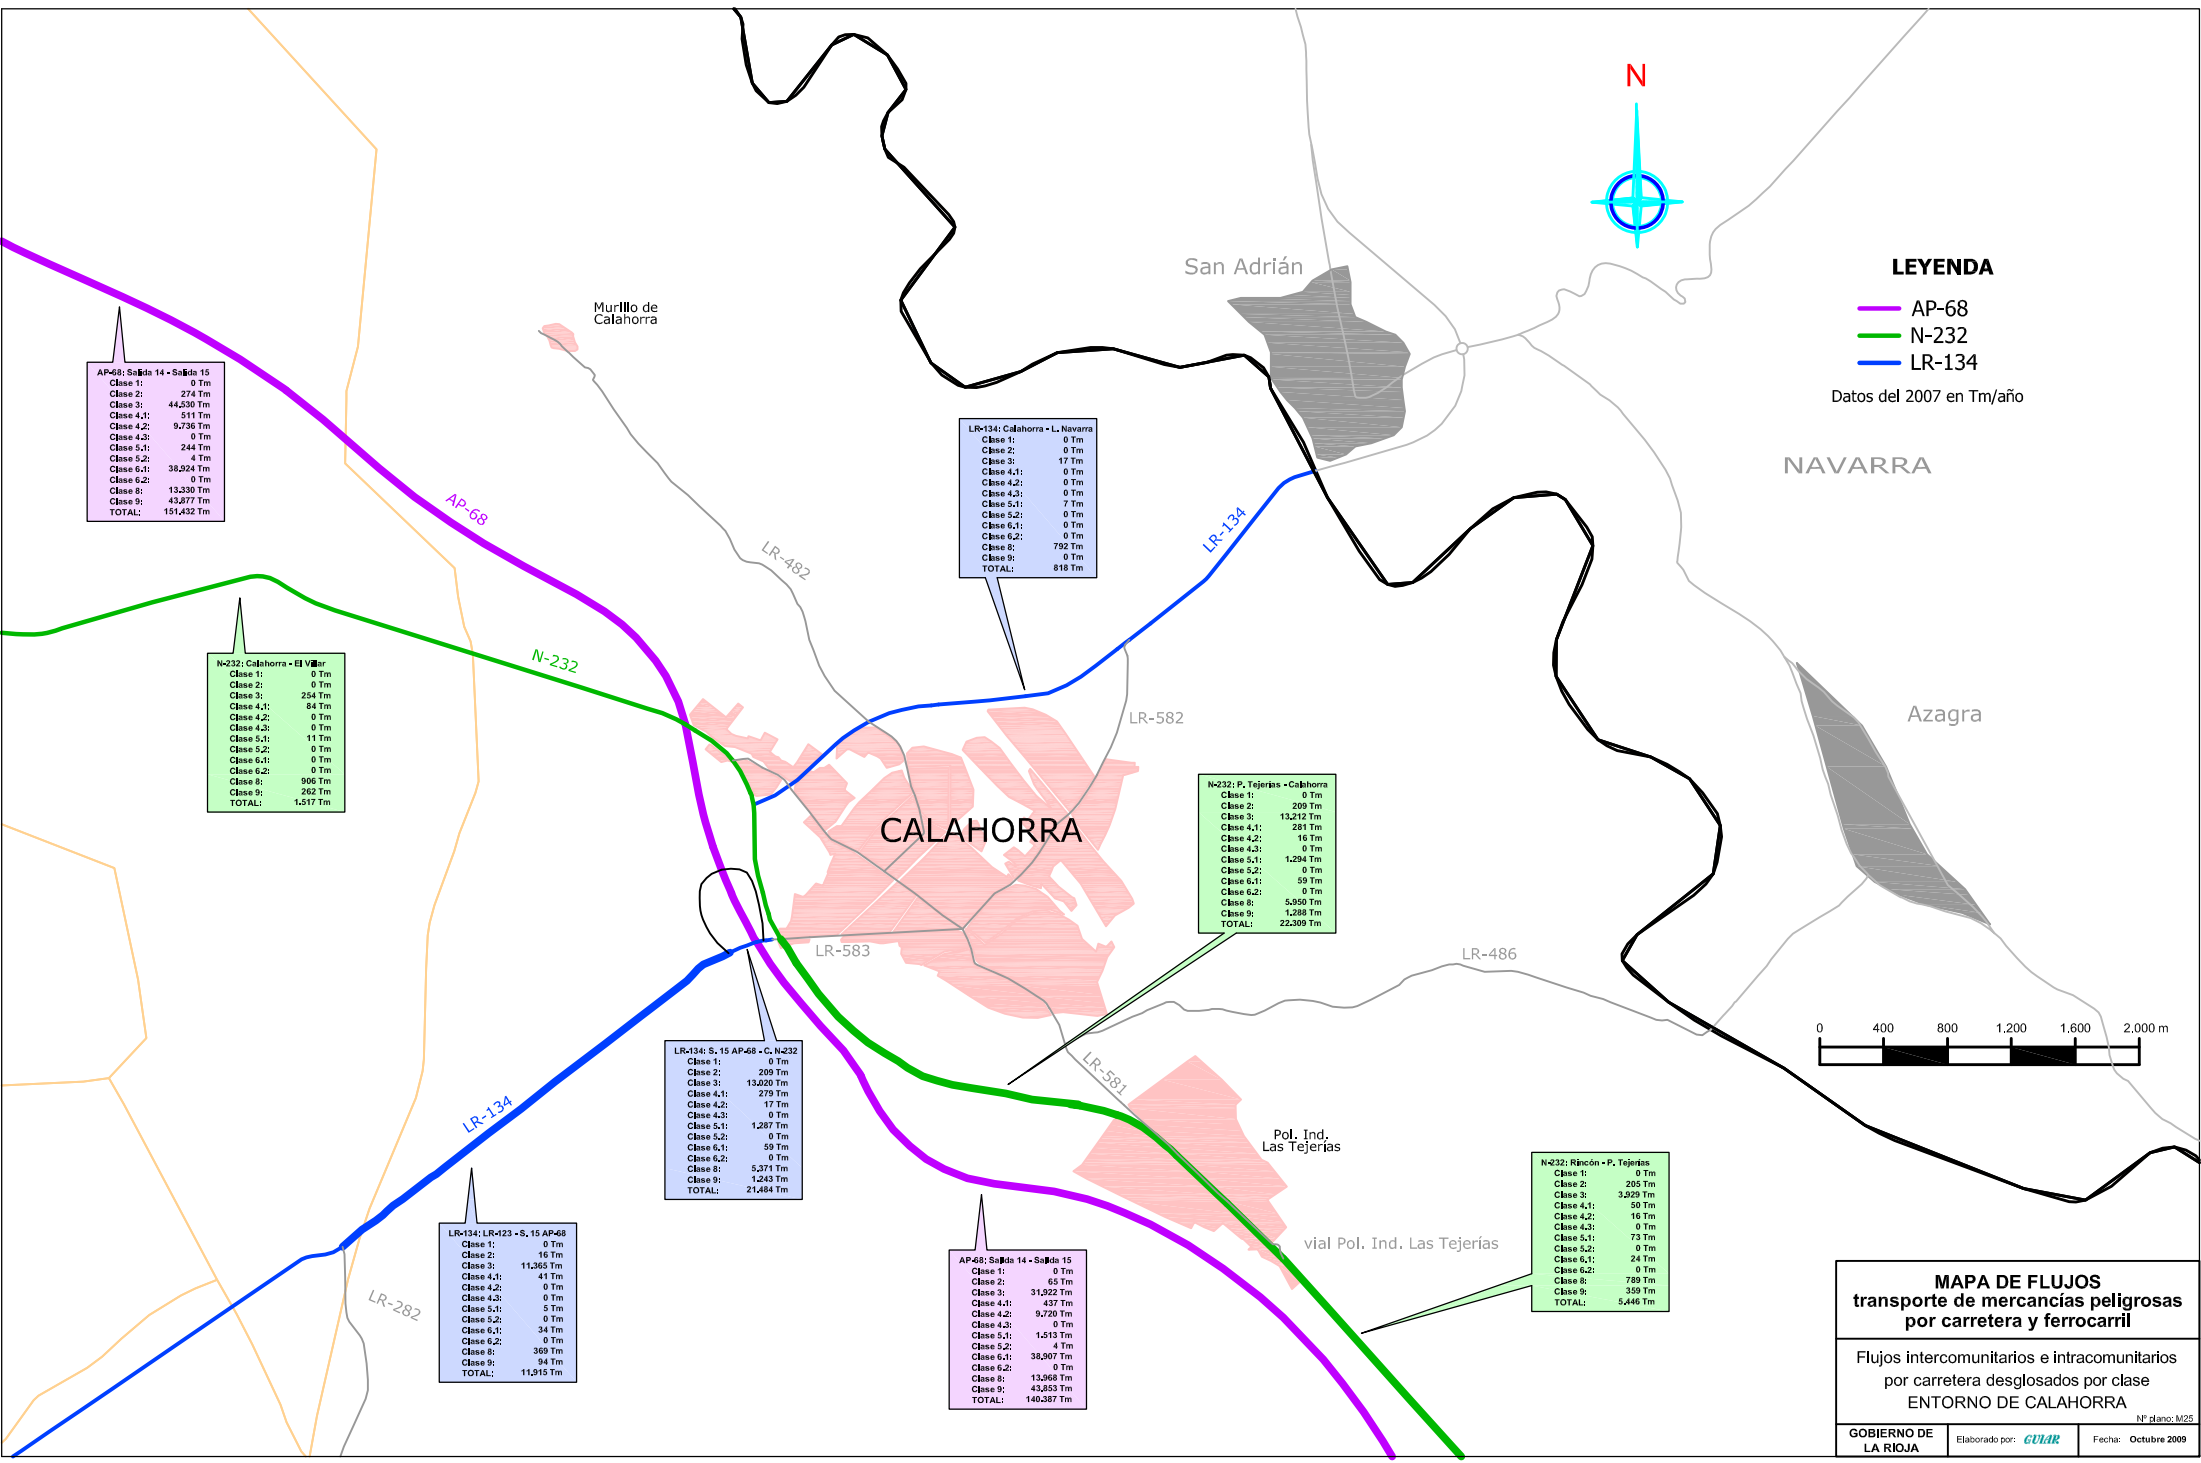 N
San Adrián
LEYENDA
AP-68
N-232
LR-134
Datos del 2007 en Tm/año
NAVARRA
Murillo de
Calahorra
AP-68: Salida 14 - Salida 15
Clase 1: 0 Tm
Clase 2: 274 Tm
Clase 3: 44.530 Tm
Clase 4.1: 511 Tm
Clase 4.2: 9.736 Tm
Clase 4.3: 0 Tm
Clase 5.1: 244 Tm
Clase 5.2: 4 Tm
Clase 6.1: 38.924 Tm
Clase 6.2: 0 Tm
Clase 8: 13.330 Tm
Clase 9: 43.877 Tm
TOTAL: 151.432 Tm
AP-68
LR-482
LR-134: Calahorra - L. Navarra
Clase 1: 0 Tm
Clase 2: 0 Tm
Clase 3: 17 Tm
Clase 4.1: 0 Tm
Clase 4.2: 0 Tm
Clase 4.3: 0 Tm
Clase 5.1: 7 Tm
Clase 5.2: 0 Tm
Clase 6.1: 0 Tm
Clase 6.2: 0 Tm
Clase 8: 792 Tm
Clase 9: 0 Tm
TOTAL: 818 Tm
LR-134
N-232: Calahorra - El Villar
Clase 1: 0 Tm
Clase 2: 0 Tm
Clase 3: 254 Tm
Clase 4.1: 84 Tm
Clase 4.2: 0 Tm
Clase 4.3: 0 Tm
Clase 5.1: 11 Tm
Clase 5.2: 0 Tm
Clase 6.1: 0 Tm
Clase 6.2: 0 Tm
Clase 8: 906 Tm
Clase 9: 262 Tm
TOTAL: 1.517 Tm
N-232
LR-582
Azagra
CALAHORRA
N-232: P. Tejerías - Calahorra
Clase 1: 0 Tm
Clase 2: 209 Tm
Clase 3: 13.212 Tm
Clase 4.1: 281 Tm
Clase 4.2: 16 Tm
Clase 4.3: 0 Tm
Clase 5.1: 1.294 Tm
Clase 5.2: 0 Tm
Clase 6.1: 59 Tm
Clase 6.2: 0 Tm
Clase 8: 5.950 Tm
Clase 9: 1.288 Tm
TOTAL: 22.309 Tm
LR-583
LR-486
0 400 800 1.200 1.600 2.000 m
LR-134: S. 15 AP-68 - C. N-232
Clase 1: 0 Tm
Clase 2: 209 Tm
Clase 3: 13.020 Tm
Clase 4.1: 279 Tm
Clase 4.2: 17 Tm
Clase 4.3: 0 Tm
Clase 5.1: 1.287 Tm
Clase 5.2: 0 Tm
Clase 6.1: 59 Tm
Clase 6.2: 0 Tm
Clase 8: 5.371 Tm
Clase 9: 1.243 Tm
TOTAL: 21.484 Tm
LR-581
LR-134
Pol. Ind.
Las Tejerías
N-232: Rincón - P. Tejerías
Clase 1: 0 Tm
Clase 2: 205 Tm
Clase 3: 3.929 Tm
Clase 4.1: 50 Tm
Clase 4.2: 16 Tm
Clase 4.3: 0 Tm
Clase 5.1: 73 Tm
Clase 5.2: 0 Tm
Clase 6.1: 24 Tm
Clase 6.2: 0 Tm
Clase 8: 789 Tm
Clase 9: 359 Tm
TOTAL: 5.446 Tm
LR-134: LR-123 - S. 15 AP-68
Clase 1: 0 Tm
Clase 2: 16 Tm
Clase 3: 11.365 Tm
Clase 4.1: 41 Tm
Clase 4.2: 0 Tm
Clase 4.3: 0 Tm
Clase 5.1: 5 Tm
Clase 5.2: 0 Tm
Clase 6.1: 34 Tm
Clase 6.2: 0 Tm
Clase 8: 369 Tm
Clase 9: 94 Tm
TOTAL: 11.915 Tm
LR-282
vial Pol. Ind. Las Tejerías
AP-68: Salida 14 - Salida 15
Clase 1: 0 Tm
Clase 2: 65 Tm
Clase 3: 31.922 Tm
Clase 4.1: 437 Tm
Clase 4.2: 9.720 Tm
Clase 4.3: 0 Tm
Clase 5.1: 1.513 Tm
Clase 5.2: 4 Tm
Clase 6.1: 38.907 Tm
Clase 6.2: 0 Tm
Clase 8: 13.968 Tm
Clase 9: 43.853 Tm
TOTAL: 140.387 Tm
MAPA DE FLUJOS
transporte de mercancías peligrosas
por carretera y ferrocarril
Flujos intercomunitarios e intracomunitarios
por carretera desglosados por clase
ENTORNO DE CALAHORRA
Nº plano: M25
GOBIERNO DE
LA RIOJA
Elaborado por: GUIAR
Fecha: Octubre 2009